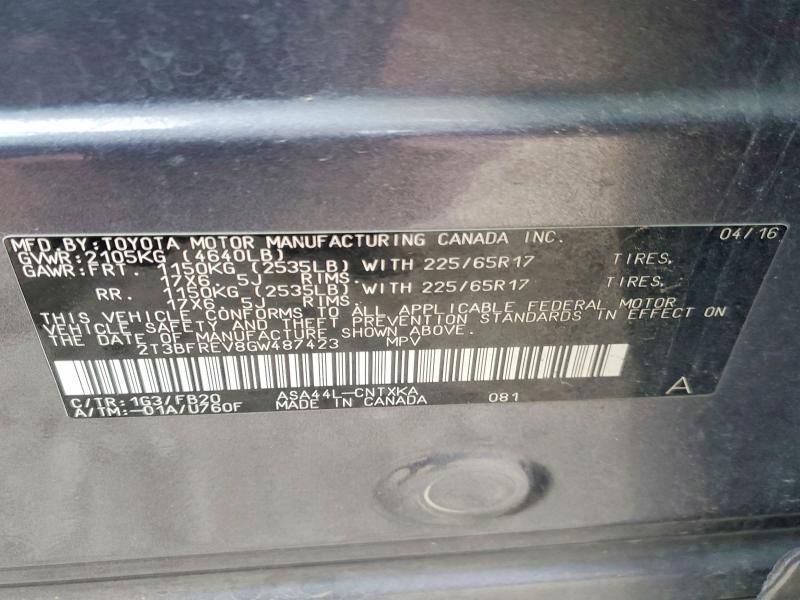 MFD.BY:TOYOTA MOTOR MANUFACTURING CANADA INC. 04/16
GVWR:2105KG (4640LB)
GAWR:FRT. 1150KG (2535LB) WITH 225/65R17 TIRES.
17X6.5J RIMS.
RR. 1150KG (2535LB) WITH 225/65R17 TIRES.
17X6.5J RIMS.
THIS VEHICLE CONFORMS TO ALL APPLICABLE FEDERAL MOTOR
VEHICLE SAFETY AND THEFT PREVENTION STANDARDS IN EFFECT ON
THE DATE OF MANUFACTURE SHOWN ABOVE.
2T3BFREV8GW487423 MPV
C/TR:1G3/FB20 ASA44L-CNTXKA 081 A
A/TM:-01A/U760F MADE IN CANADA